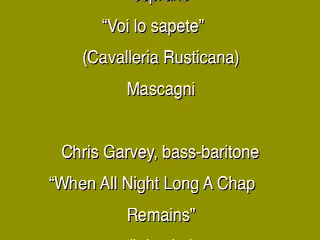 “Voi lo sapete”
(Cavalleria Rusticana)
Mascagni
Chris Garvey, bass-baritone
“When All Night Long A Chap
Remains”